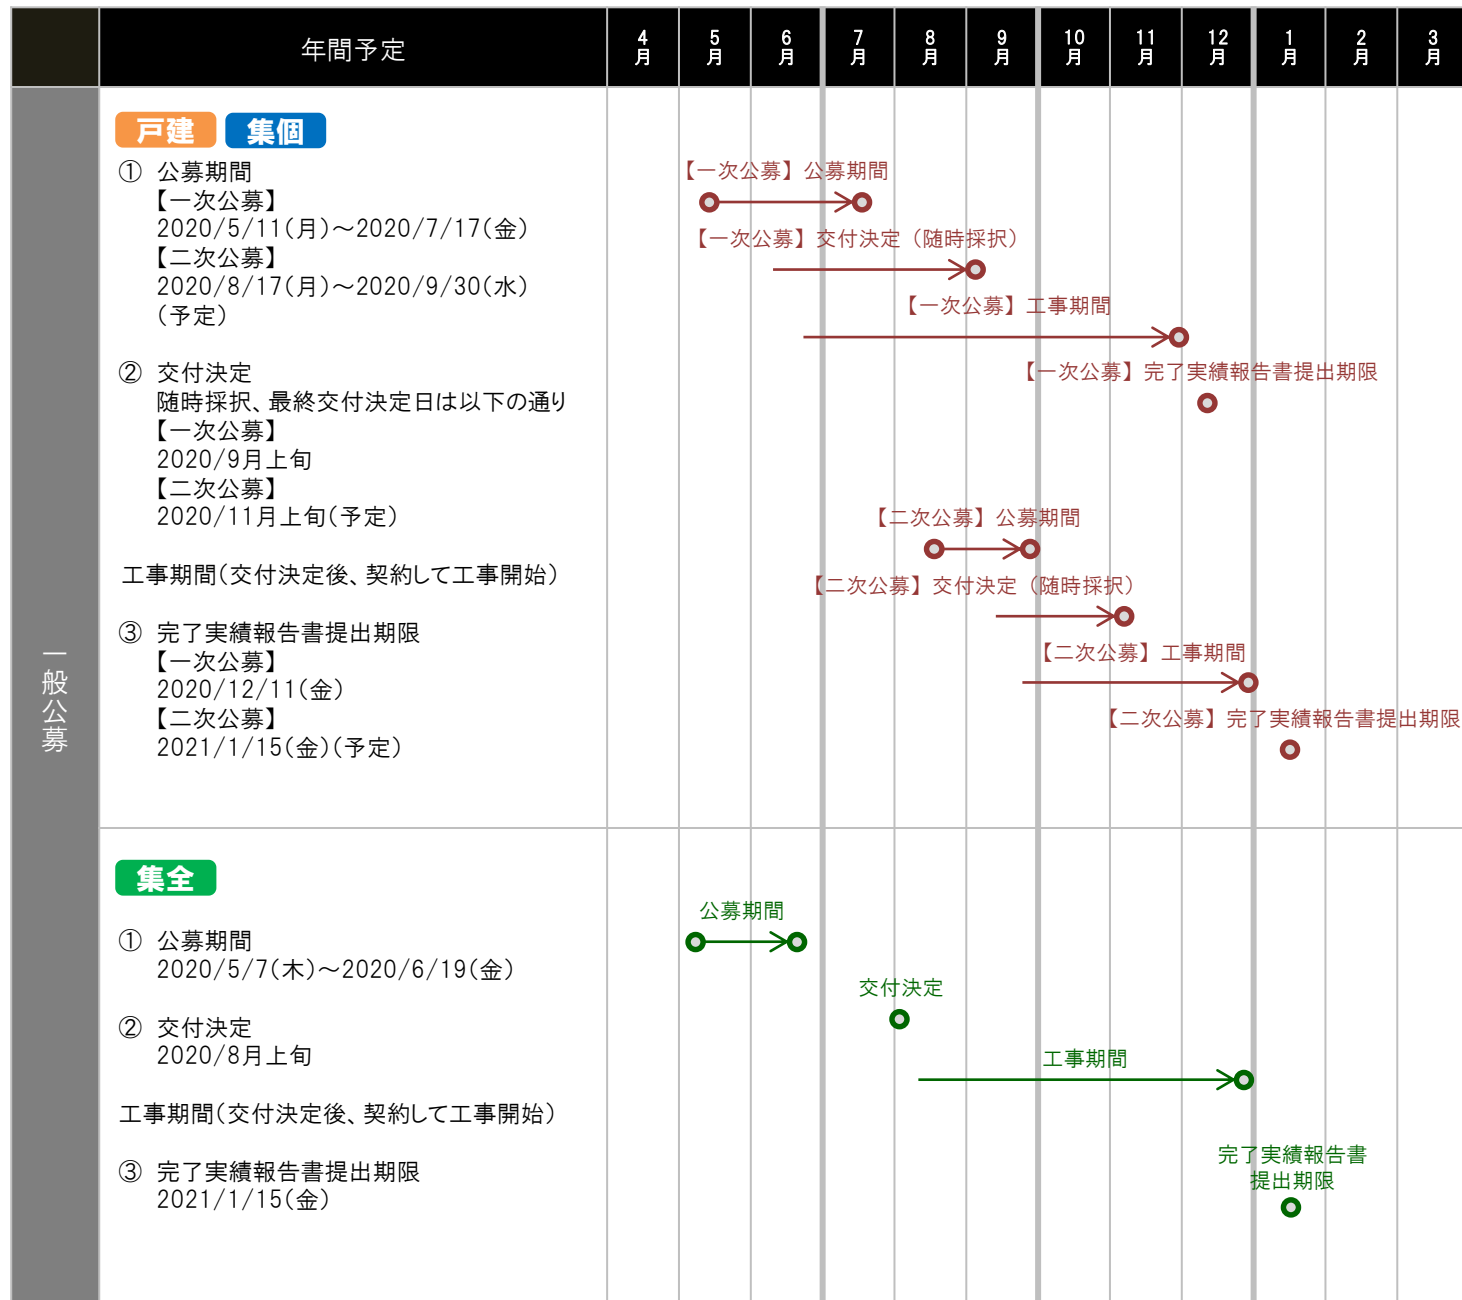 年間予定
4月
5月
6月
7月
8月
9月
10月
11月
12月
1月
2月
3月
一般公募
戸建 集個
① 公募期間
【一次公募】
2020/5/11(月)～2020/7/17(金)
【二次公募】
2020/8/17(月)～2020/9/30(水)
(予定)
② 交付決定
随時採択、最終交付決定日は以下の通り
【一次公募】
2020/9月上旬
【二次公募】
2020/11月上旬(予定)
工事期間(交付決定後、契約して工事開始)
③ 完了実績報告書提出期限
【一次公募】
2020/12/11(金)
【二次公募】
2021/1/15(金)(予定)
【一次公募】公募期間
【一次公募】交付決定（随時採択）
【一次公募】工事期間
【一次公募】完了実績報告書提出期限
【二次公募】公募期間
【二次公募】交付決定（随時採択）
【二次公募】工事期間
【二次公募】完了実績報告書提出期限
集全
① 公募期間
2020/5/7(木)～2020/6/19(金)
② 交付決定
2020/8月上旬
工事期間(交付決定後、契約して工事開始)
③ 完了実績報告書提出期限
2021/1/15(金)
公募期間
交付決定
工事期間
完了実績報告書
提出期限